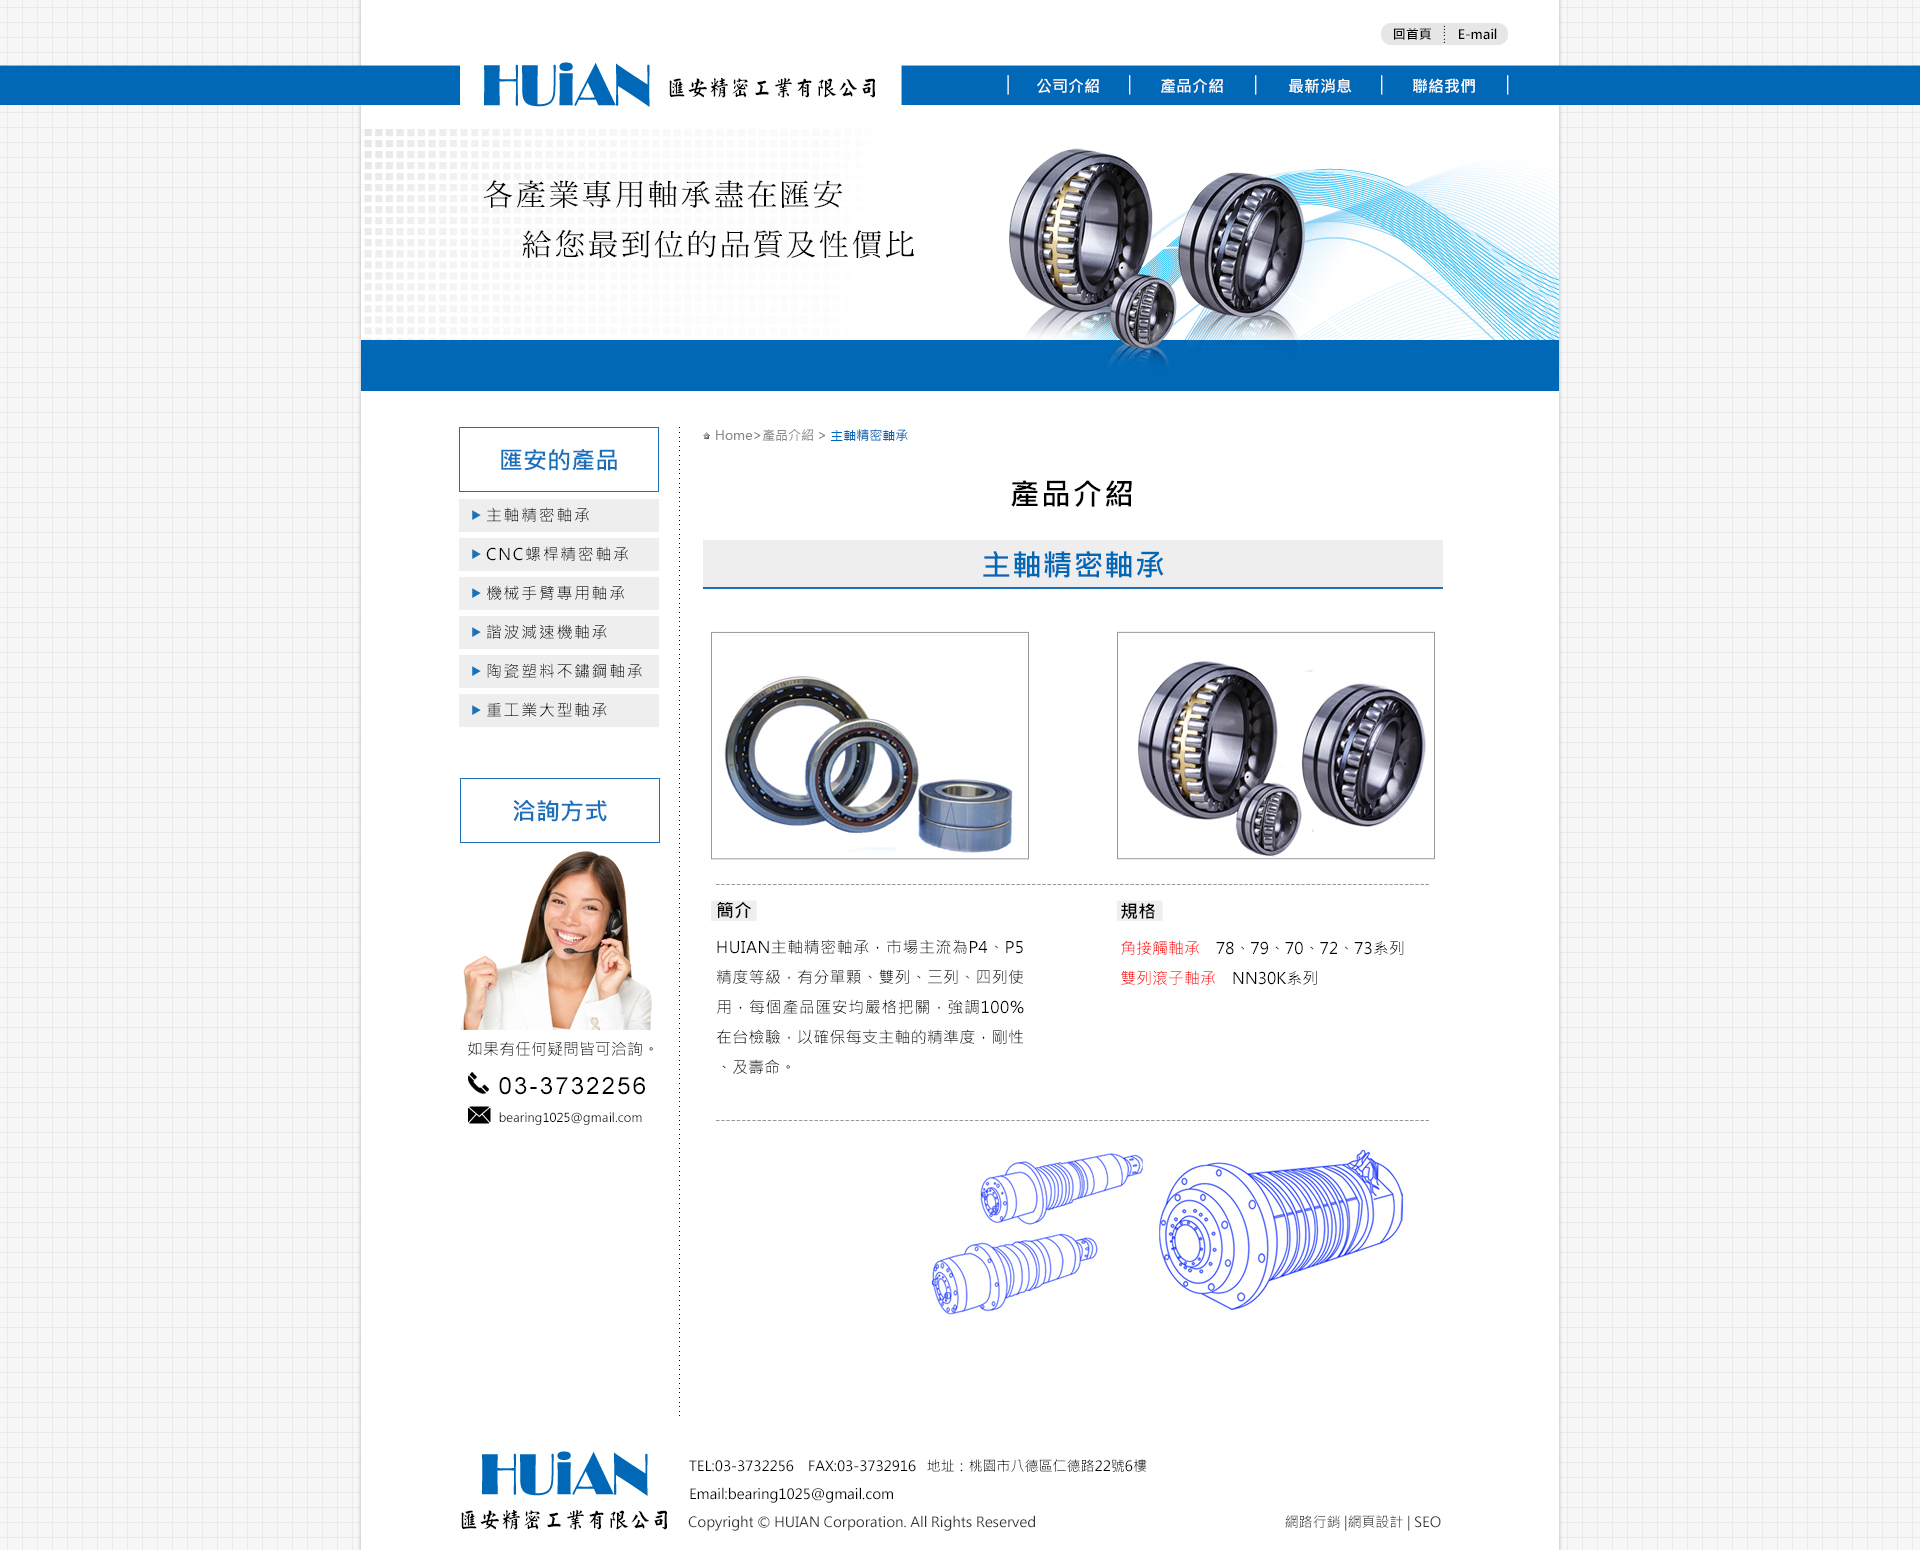 回首頁 E-mail
HUiAN 匯安精密工業有限公司
公司介紹 產品介紹 最新消息 聯絡我們
各產業專用軸承盡在匯安
給您最到位的品質及性價比
匯安的產品
主軸精密軸承
CNC螺桿精密軸承
機械手臂專用軸承
諧波減速機軸承
陶瓷塑料不鏽鋼軸承
重工業大型軸承
洽詢方式
如果有任何疑問皆可洽詢。
03-3732256
bearing1025@gmail.com
Home>產品介紹 > 主軸精密軸承
產品介紹
主軸精密軸承
簡介
HUIAN主軸精密軸承，市場主流為P4、P5
精度等級，有分單顆、雙列、三列、四列使
用，每個產品匯安均嚴格把關，強調100%
在台檢驗，以確保每支主軸的精準度，剛性
、及壽命。
規格
角接觸軸承 78、79、70、72、73系列
雙列滾子軸承 NN30K系列
HUiAN
匯安精密工業有限公司
TEL:03-3732256 FAX:03-3732916 地址：桃園市八德區仁德路22號6樓
Email:bearing1025@gmail.com
Copyright © HUIAN Corporation. All Rights Reserved
網路行銷 |網頁設計 | SEO